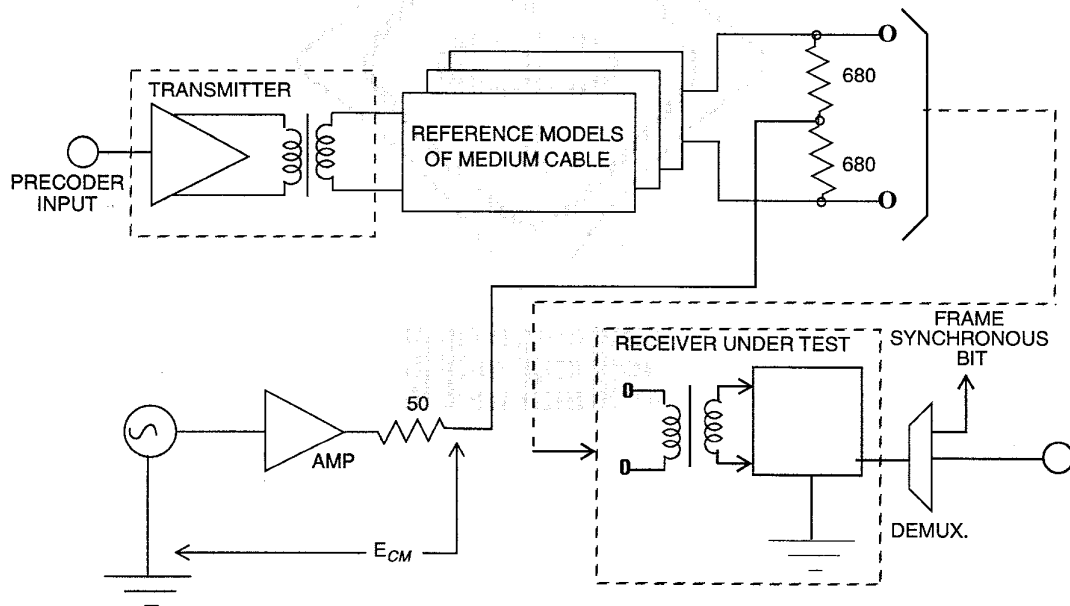 TRANSMITTER
PRECODER
INPUT
REFERENCE MODELS
OF MEDIUM CABLE
680
680
FRAME
SYNCHRONOUS
BIT
RECEIVER UNDER TEST
50
AMP
E_CM
DEMUX.